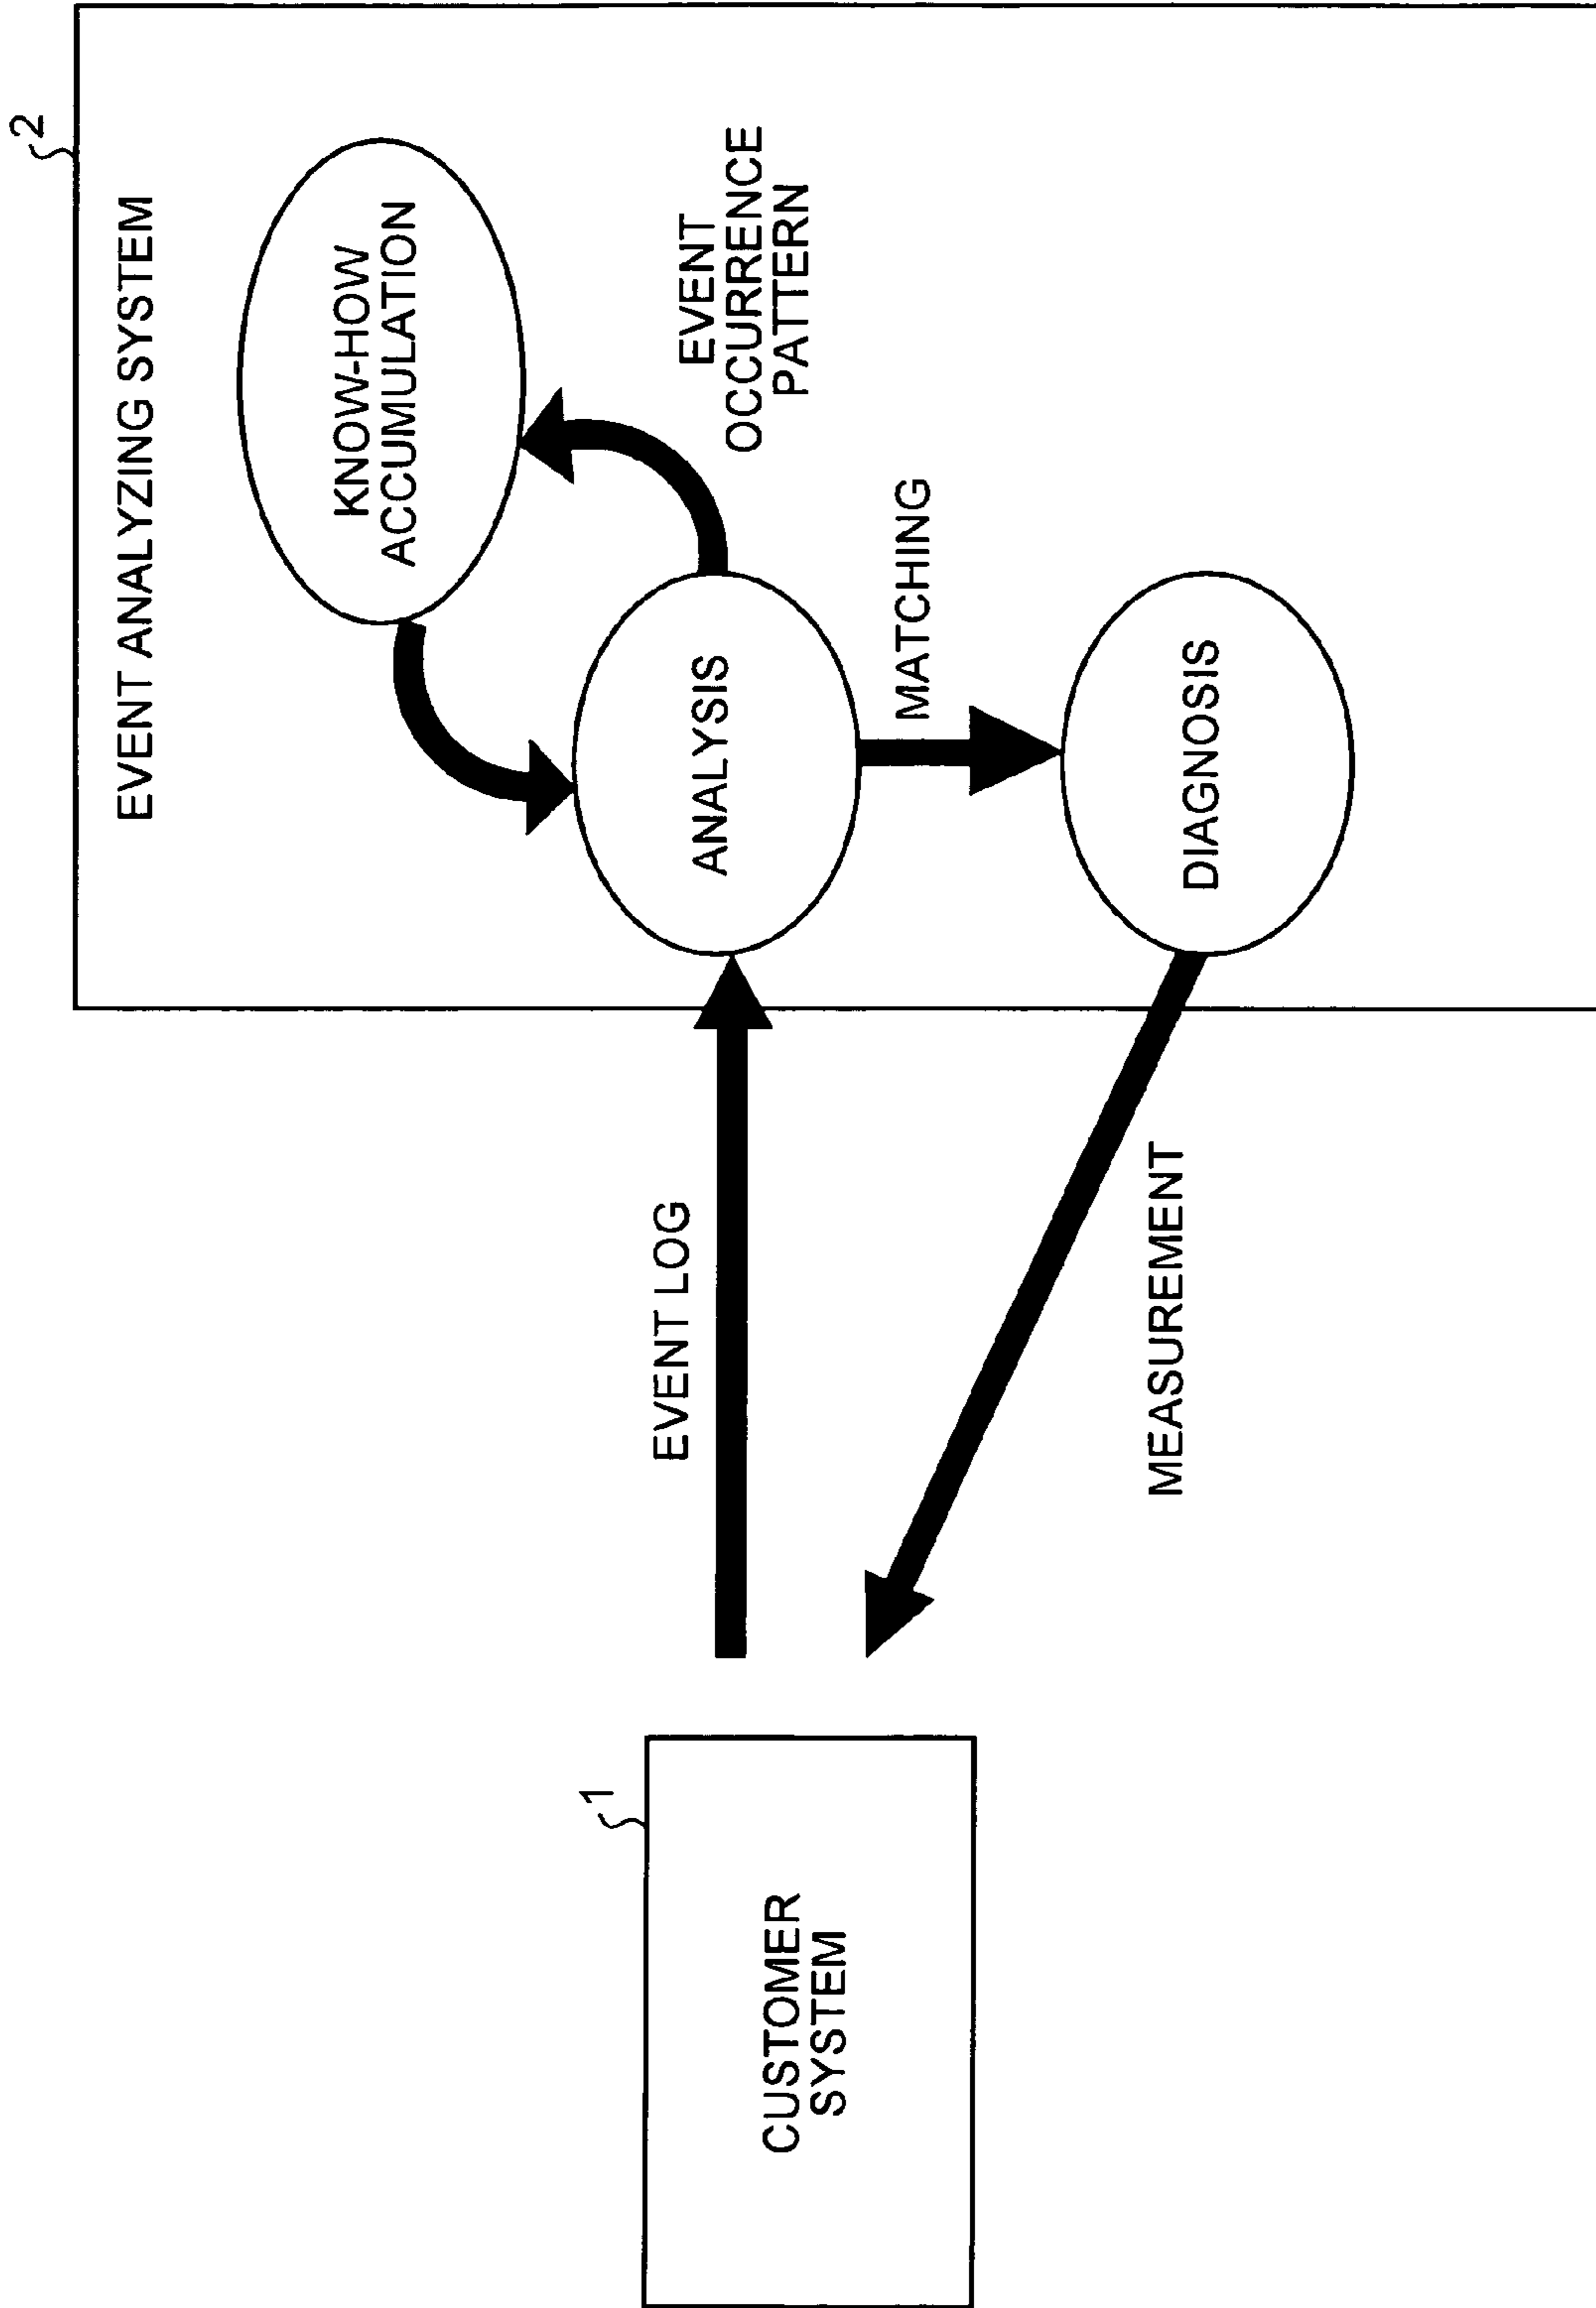 2
EVENT ANALYZING SYSTEM
KNOW-HOW
ACCUMULATION
EVENT
OCCURRENCE
PATTERN
ANALYSIS
MATCHING
DIAGNOSIS
EVENT LOG
MEASUREMENT
1
CUSTOMER
SYSTEM